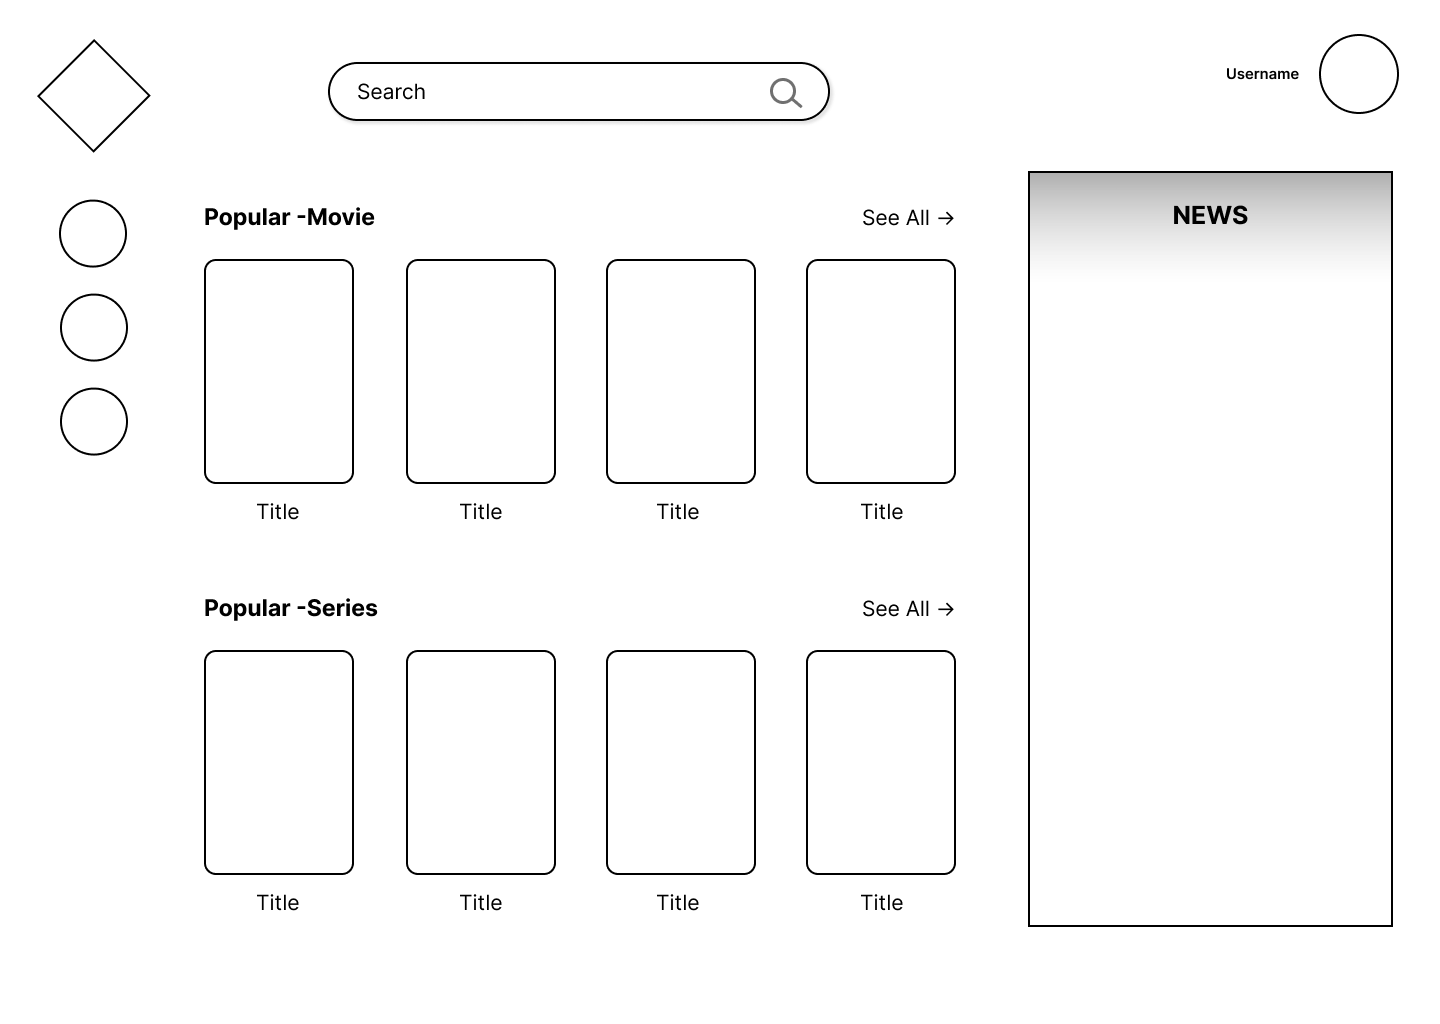 Search
Username
Popular -Movie
See All →
NEWS
Title
Title
Title
Title
Popular -Series
See All →
Title
Title
Title
Title